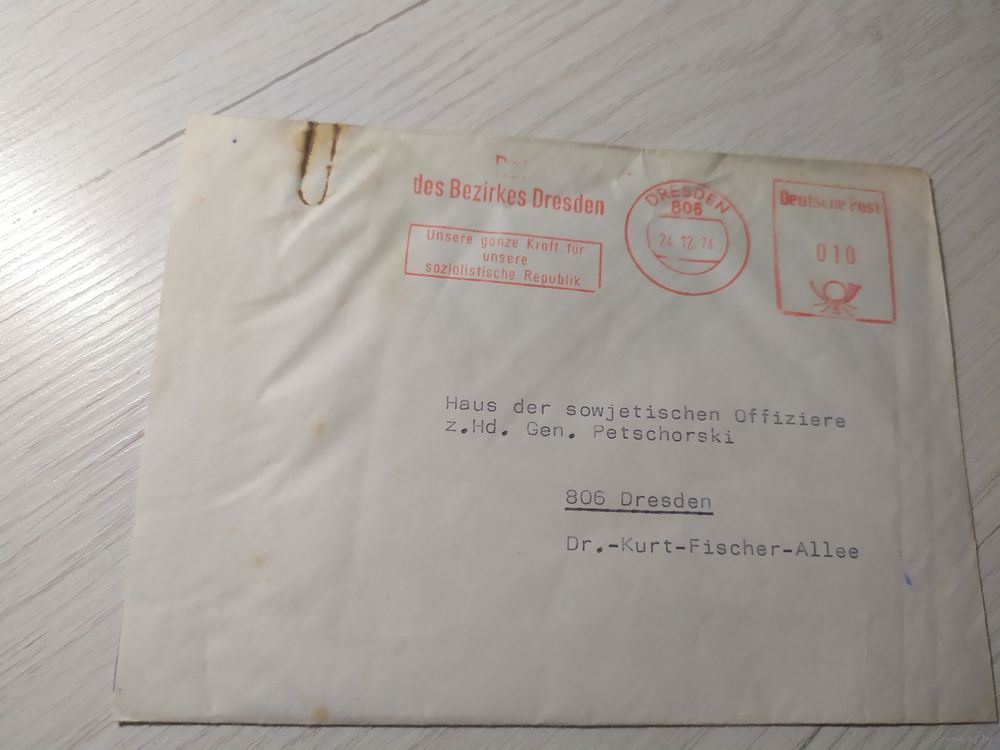 des Bezirkes Dresden
Unsere ganze Kraft für
unsere
sozialistische Republik
DRESDEN
806
24.12.74
Deutsche Post
010
Haus der sowjetischen Offiziere
z.Hd. Gen. Petschorski
806 Dresden
Dr.-Kurt-Fischer-Allee